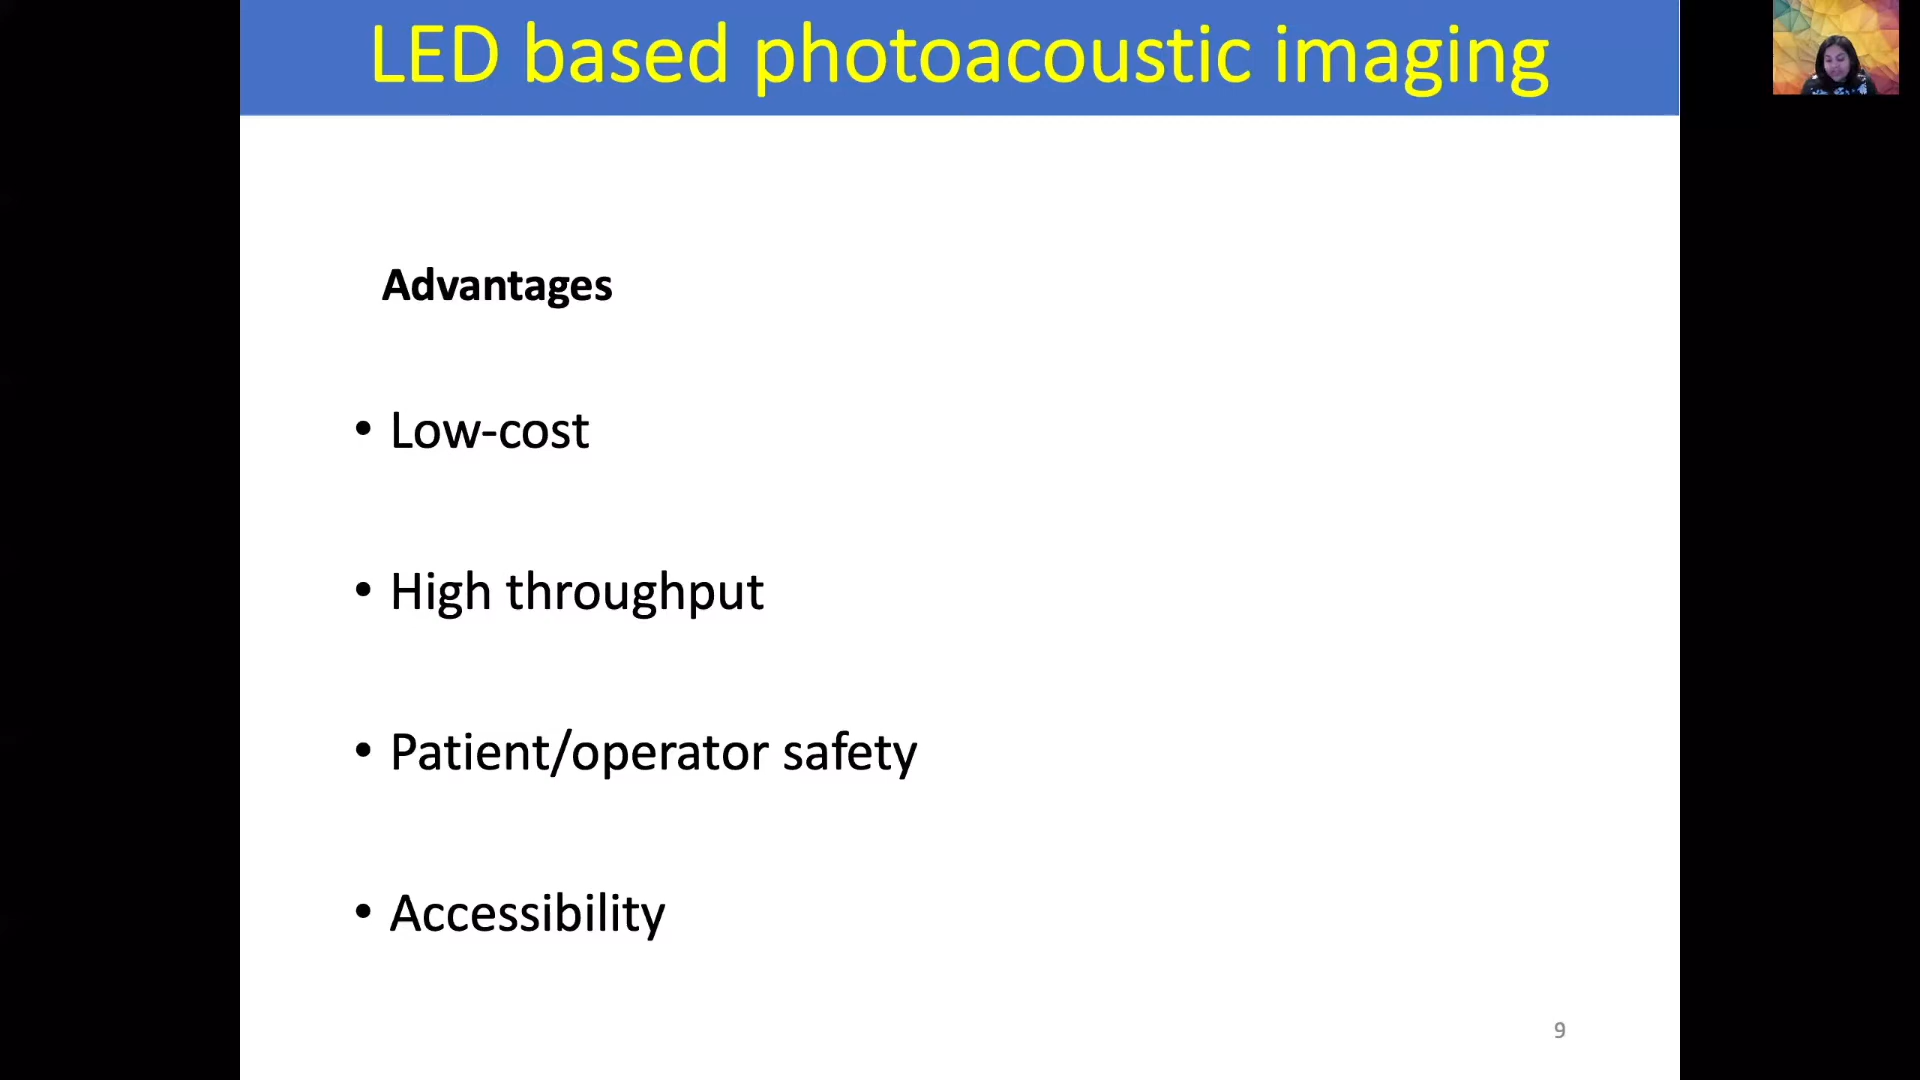 LED based photoacoustic imaging
Advantages
• Low-cost
• High throughput
• Patient/operator safety
• Accessibility
9